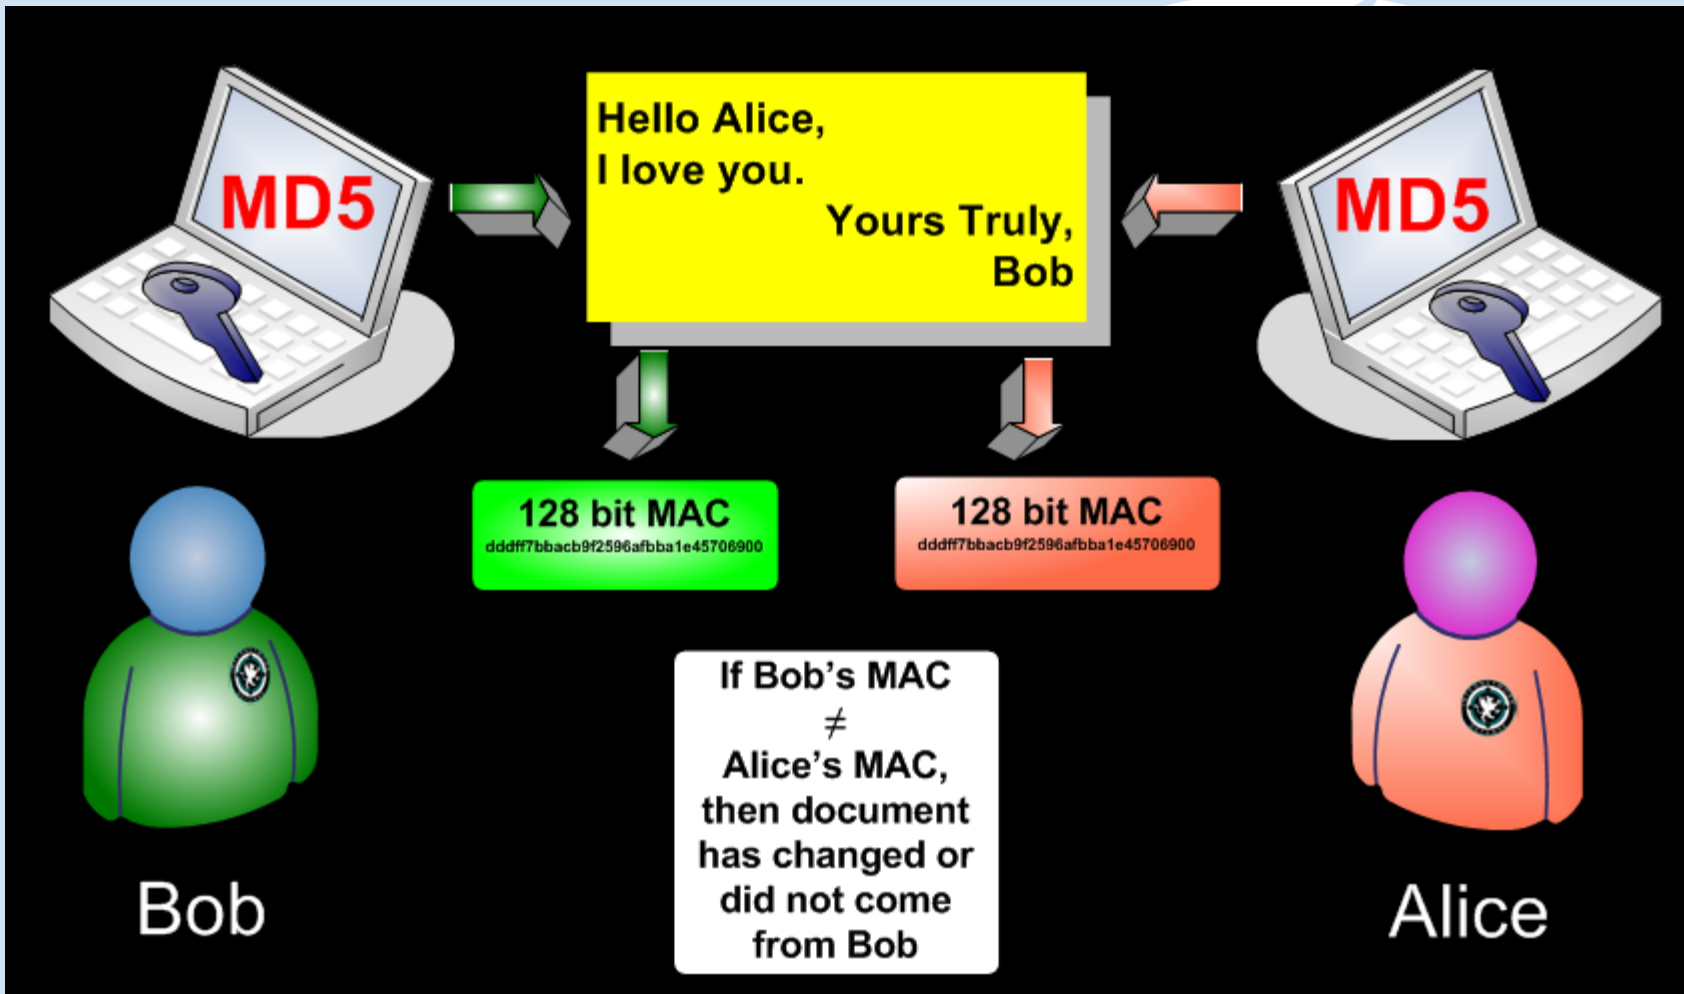 MD5
Hello Alice,
I love you.
Yours Truly,
Bob
MD5
128 bit MAC
dddff7bbacb9f2596afbba1e45706900
128 bit MAC
dddff7bbacb9f2596afbba1e45706900
If Bob’s MAC
≠
Alice’s MAC,
then document
has changed or
did not come
from Bob
Bob
Alice